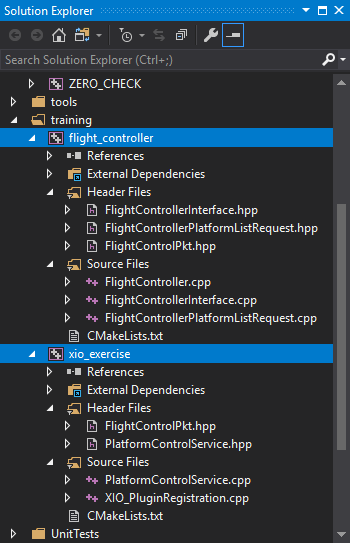 Solution Explorer
Search Solution Explorer (Ctrl+;)
ZERO_CHECK
tools
training
flight_controller
References
External Dependencies
Header Files
FlightControllerInterface.hpp
FlightControllerPlatformListRequest.hpp
FlightControlPkt.hpp
Source Files
FlightController.cpp
FlightControllerInterface.cpp
FlightControllerPlatformListRequest.cpp
CMakeLists.txt
xio_exercise
References
External Dependencies
Header Files
FlightControlPkt.hpp
PlatformControlService.hpp
Source Files
PlatformControlService.cpp
XIO_PluginRegistration.cpp
CMakeLists.txt
UnitTests